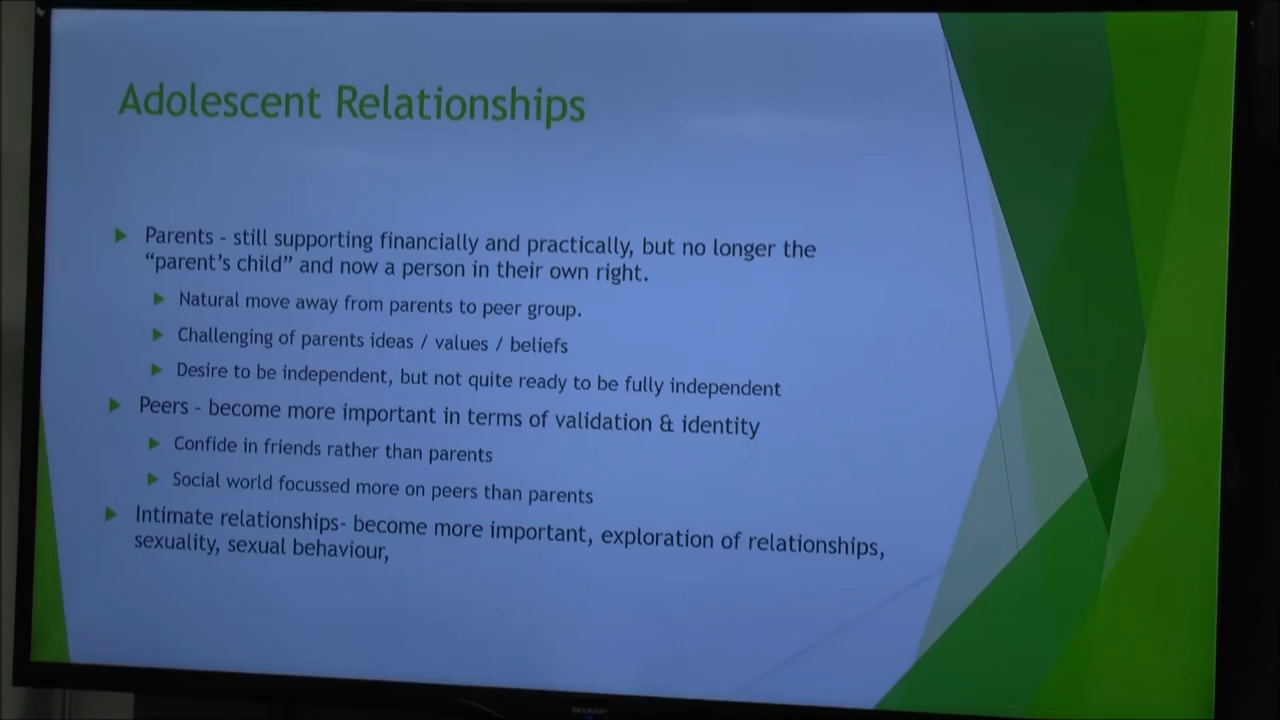 Adolescent Relationships
Parents - still supporting financially and practically, but no longer the
“parent’s child” and now a person in their own right.
Natural move away from parents to peer group.
Challenging of parents ideas / values / beliefs
Desire to be independent, but not quite ready to be fully independent
Peers - become more important in terms of validation & identity
Confide in friends rather than parents
Social world focussed more on peers than parents
Intimate relationships- become more important, exploration of relationships,
sexuality, sexual behaviour,
SHARP